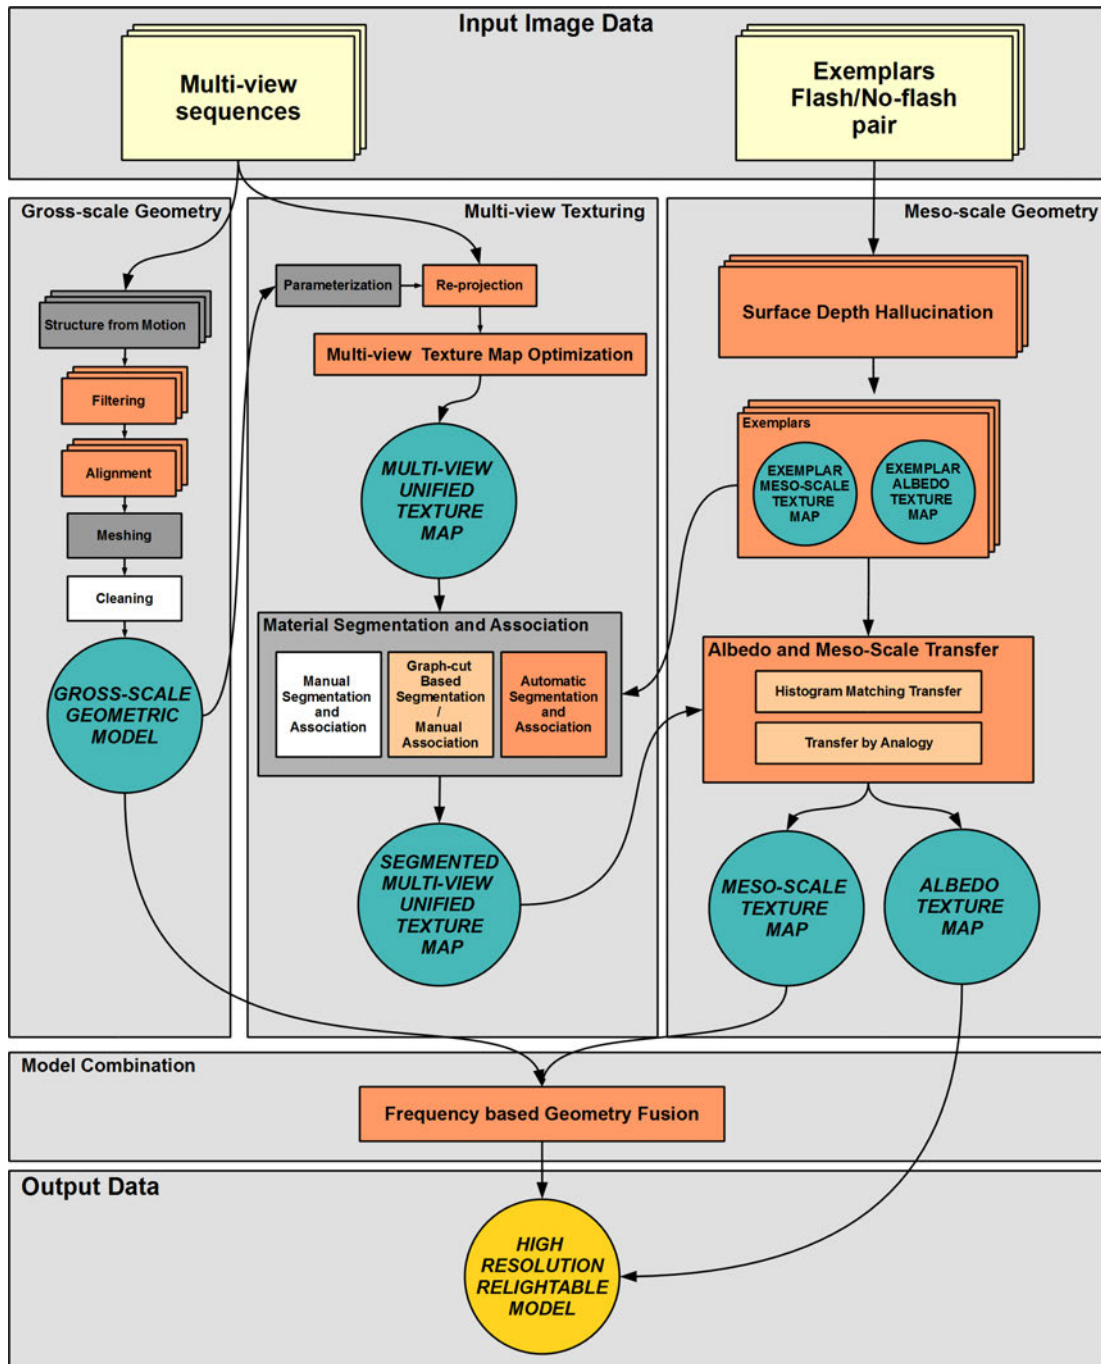 Input Image Data
Multi-view
sequences
Exemplars
Flash/No-flash
pair
Gross-scale Geometry
Structure from Motion
Filtering
Alignment
Meshing
Cleaning
GROSS-SCALE
GEOMETRIC
MODEL
Multi-view Texturing
Parameterization
Re-projection
Multi-view Texture Map Optimization
MULTI-VIEW
UNIFIED
TEXTURE
MAP
Material Segmentation and Association
Manual
Segmentation
and
Association
Graph-cut
Based
Segmentation
/
Manual
Association
Automatic
Segmentation
and
Association
SEGMENTED
MULTI-VIEW
UNIFIED
TEXTURE
MAP
Meso-scale Geometry
Surface Depth Hallucination
Exemplars
EXEMPLAR
MESO-SCALE
TEXTURE
MAP
EXEMPLAR
ALBEDO
TEXTURE
MAP
Albedo and Meso-Scale Transfer
Histogram Matching Transfer
Transfer by Analogy
MESO-SCALE
TEXTURE
MAP
ALBEDO
TEXTURE
MAP
Model Combination
Frequency based Geometry Fusion
Output Data
HIGH
RESOLUTION
RELIGHTABLE
MODEL